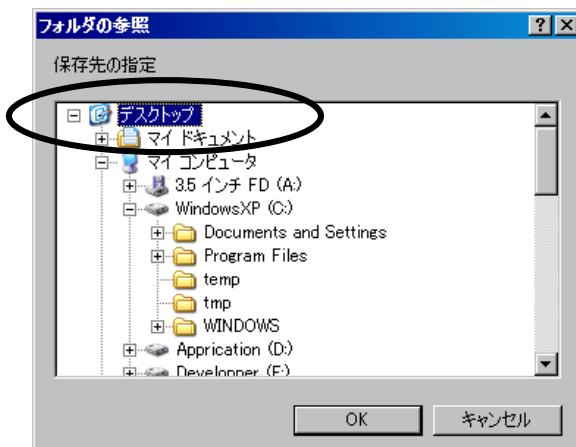 フォルダの参照
保存先の指定
デスクトップ
マイ ドキュメント
マイ コンピュータ
3.5 インチ FD (A:)
WindowsXP (C:)
Documents and Settings
Program Files
temp
tmp
WINDOWS
Apprication (D:)
Developper (E:)
OK
キャンセル